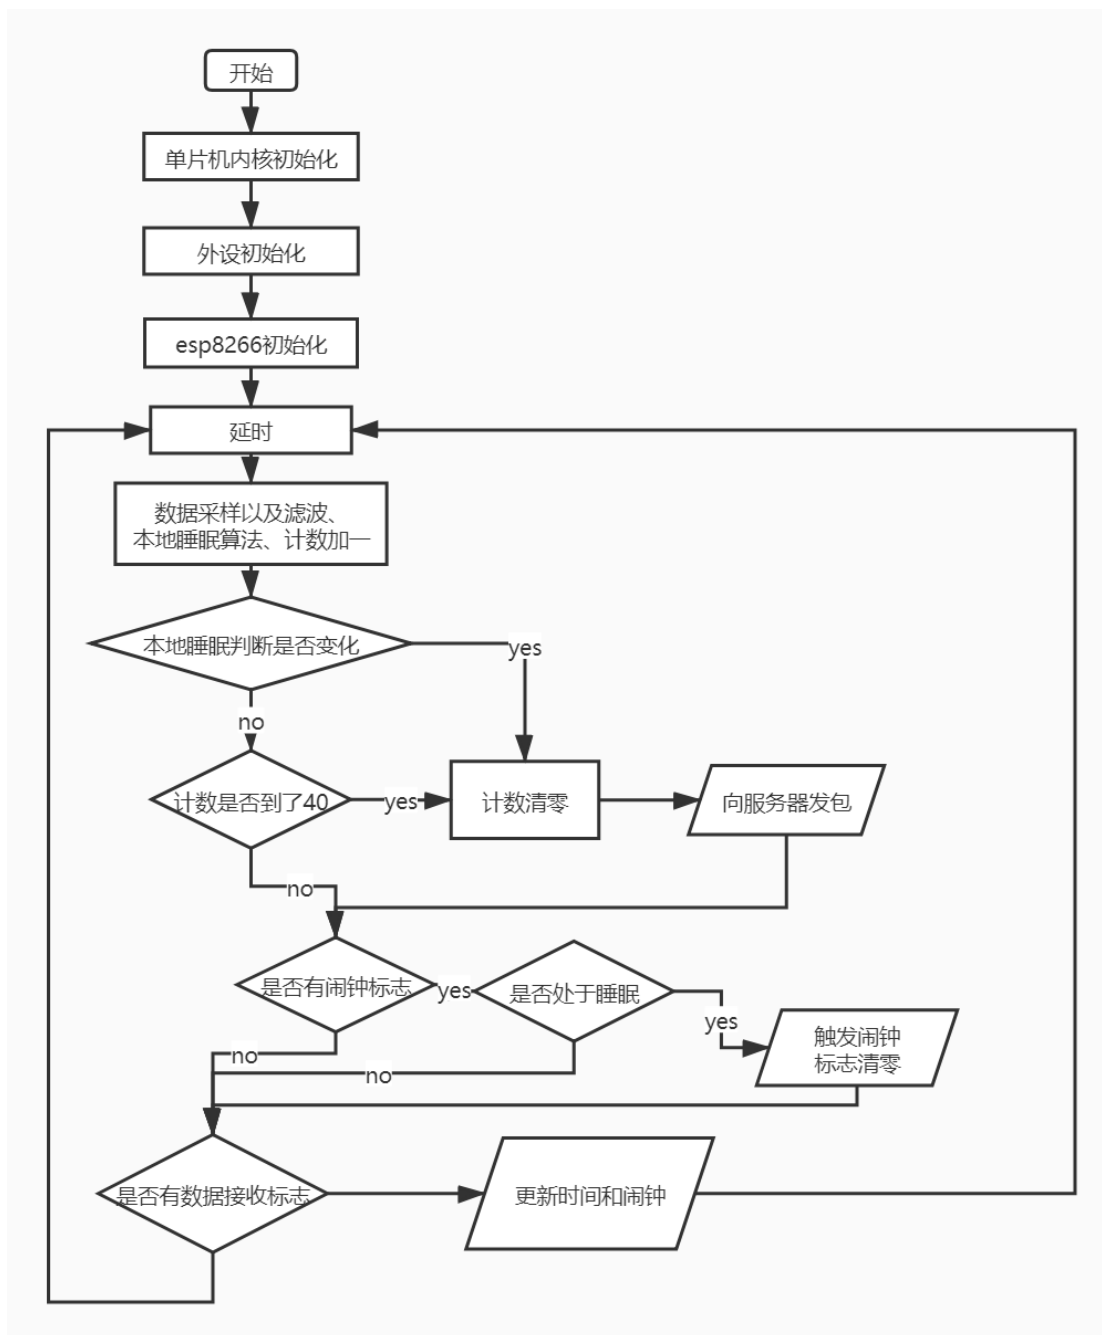 开始
单片机内核初始化
外设初始化
esp8266初始化
延时
数据采样以及滤波、
本地睡眠算法、计数加一
本地睡眠判断是否变化
yes
no
计数是否到了40
yes
计数清零
向服务器发包
no
是否有闹钟标志
yes
是否处于睡眠
yes
触发闹钟
标志清零
no
no
是否有数据接收标志
更新时间和闹钟